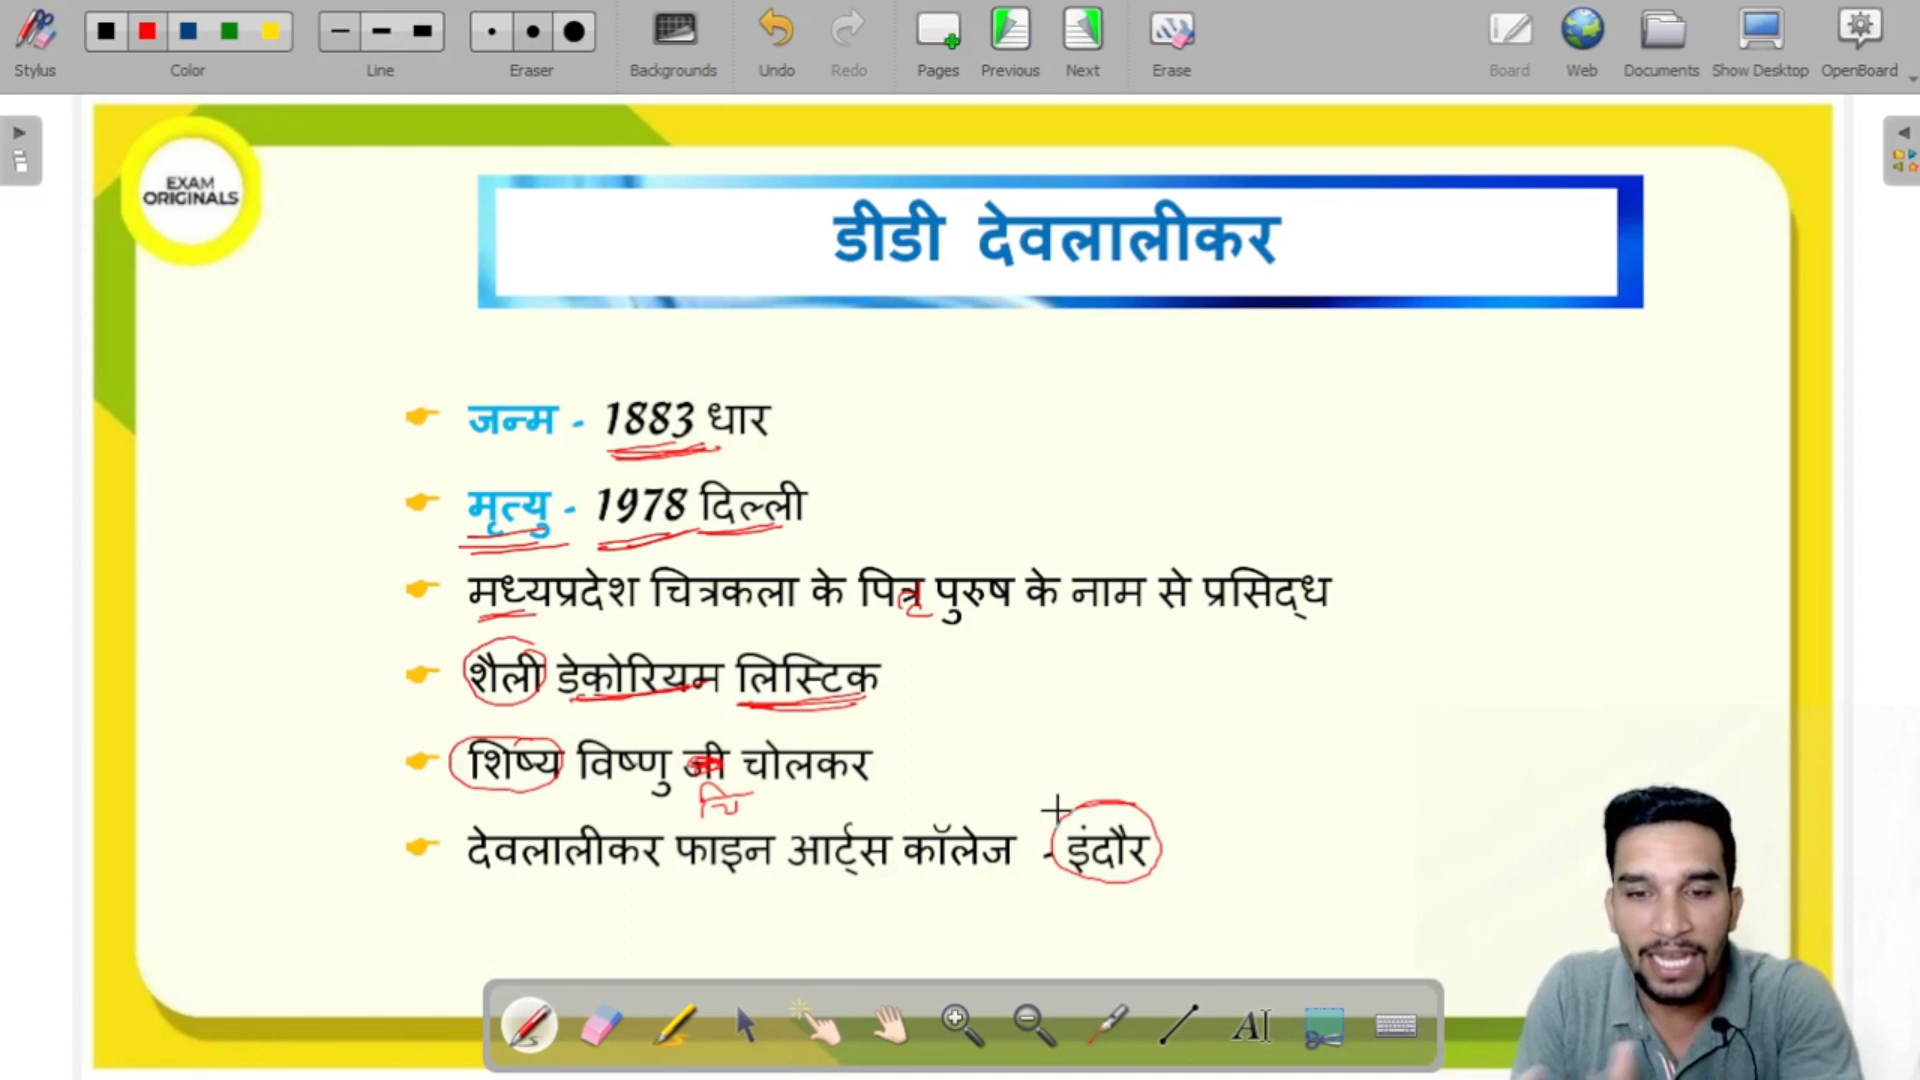 Stylus
Color
Line
Eraser
Backgrounds
Undo
Redo
Pages
Previous
Next
Erase
Board
Web
Documents
Show Desktop
OpenBoard
EXAM
ORIGINALS
डीडी देवलालीकर
जन्म - 1883 धार
मृत्यु - 1978 दिल्ली
मध्यप्रदेश चित्रकला के पित्र पुरुष के नाम से प्रसिद्ध
तृ
शैली डेकोरियम लिस्टिक
शिष्य विष्णु जी चोलकर
चि
देवलालीकर फाइन आर्ट्स कॉलेज - इंदौर